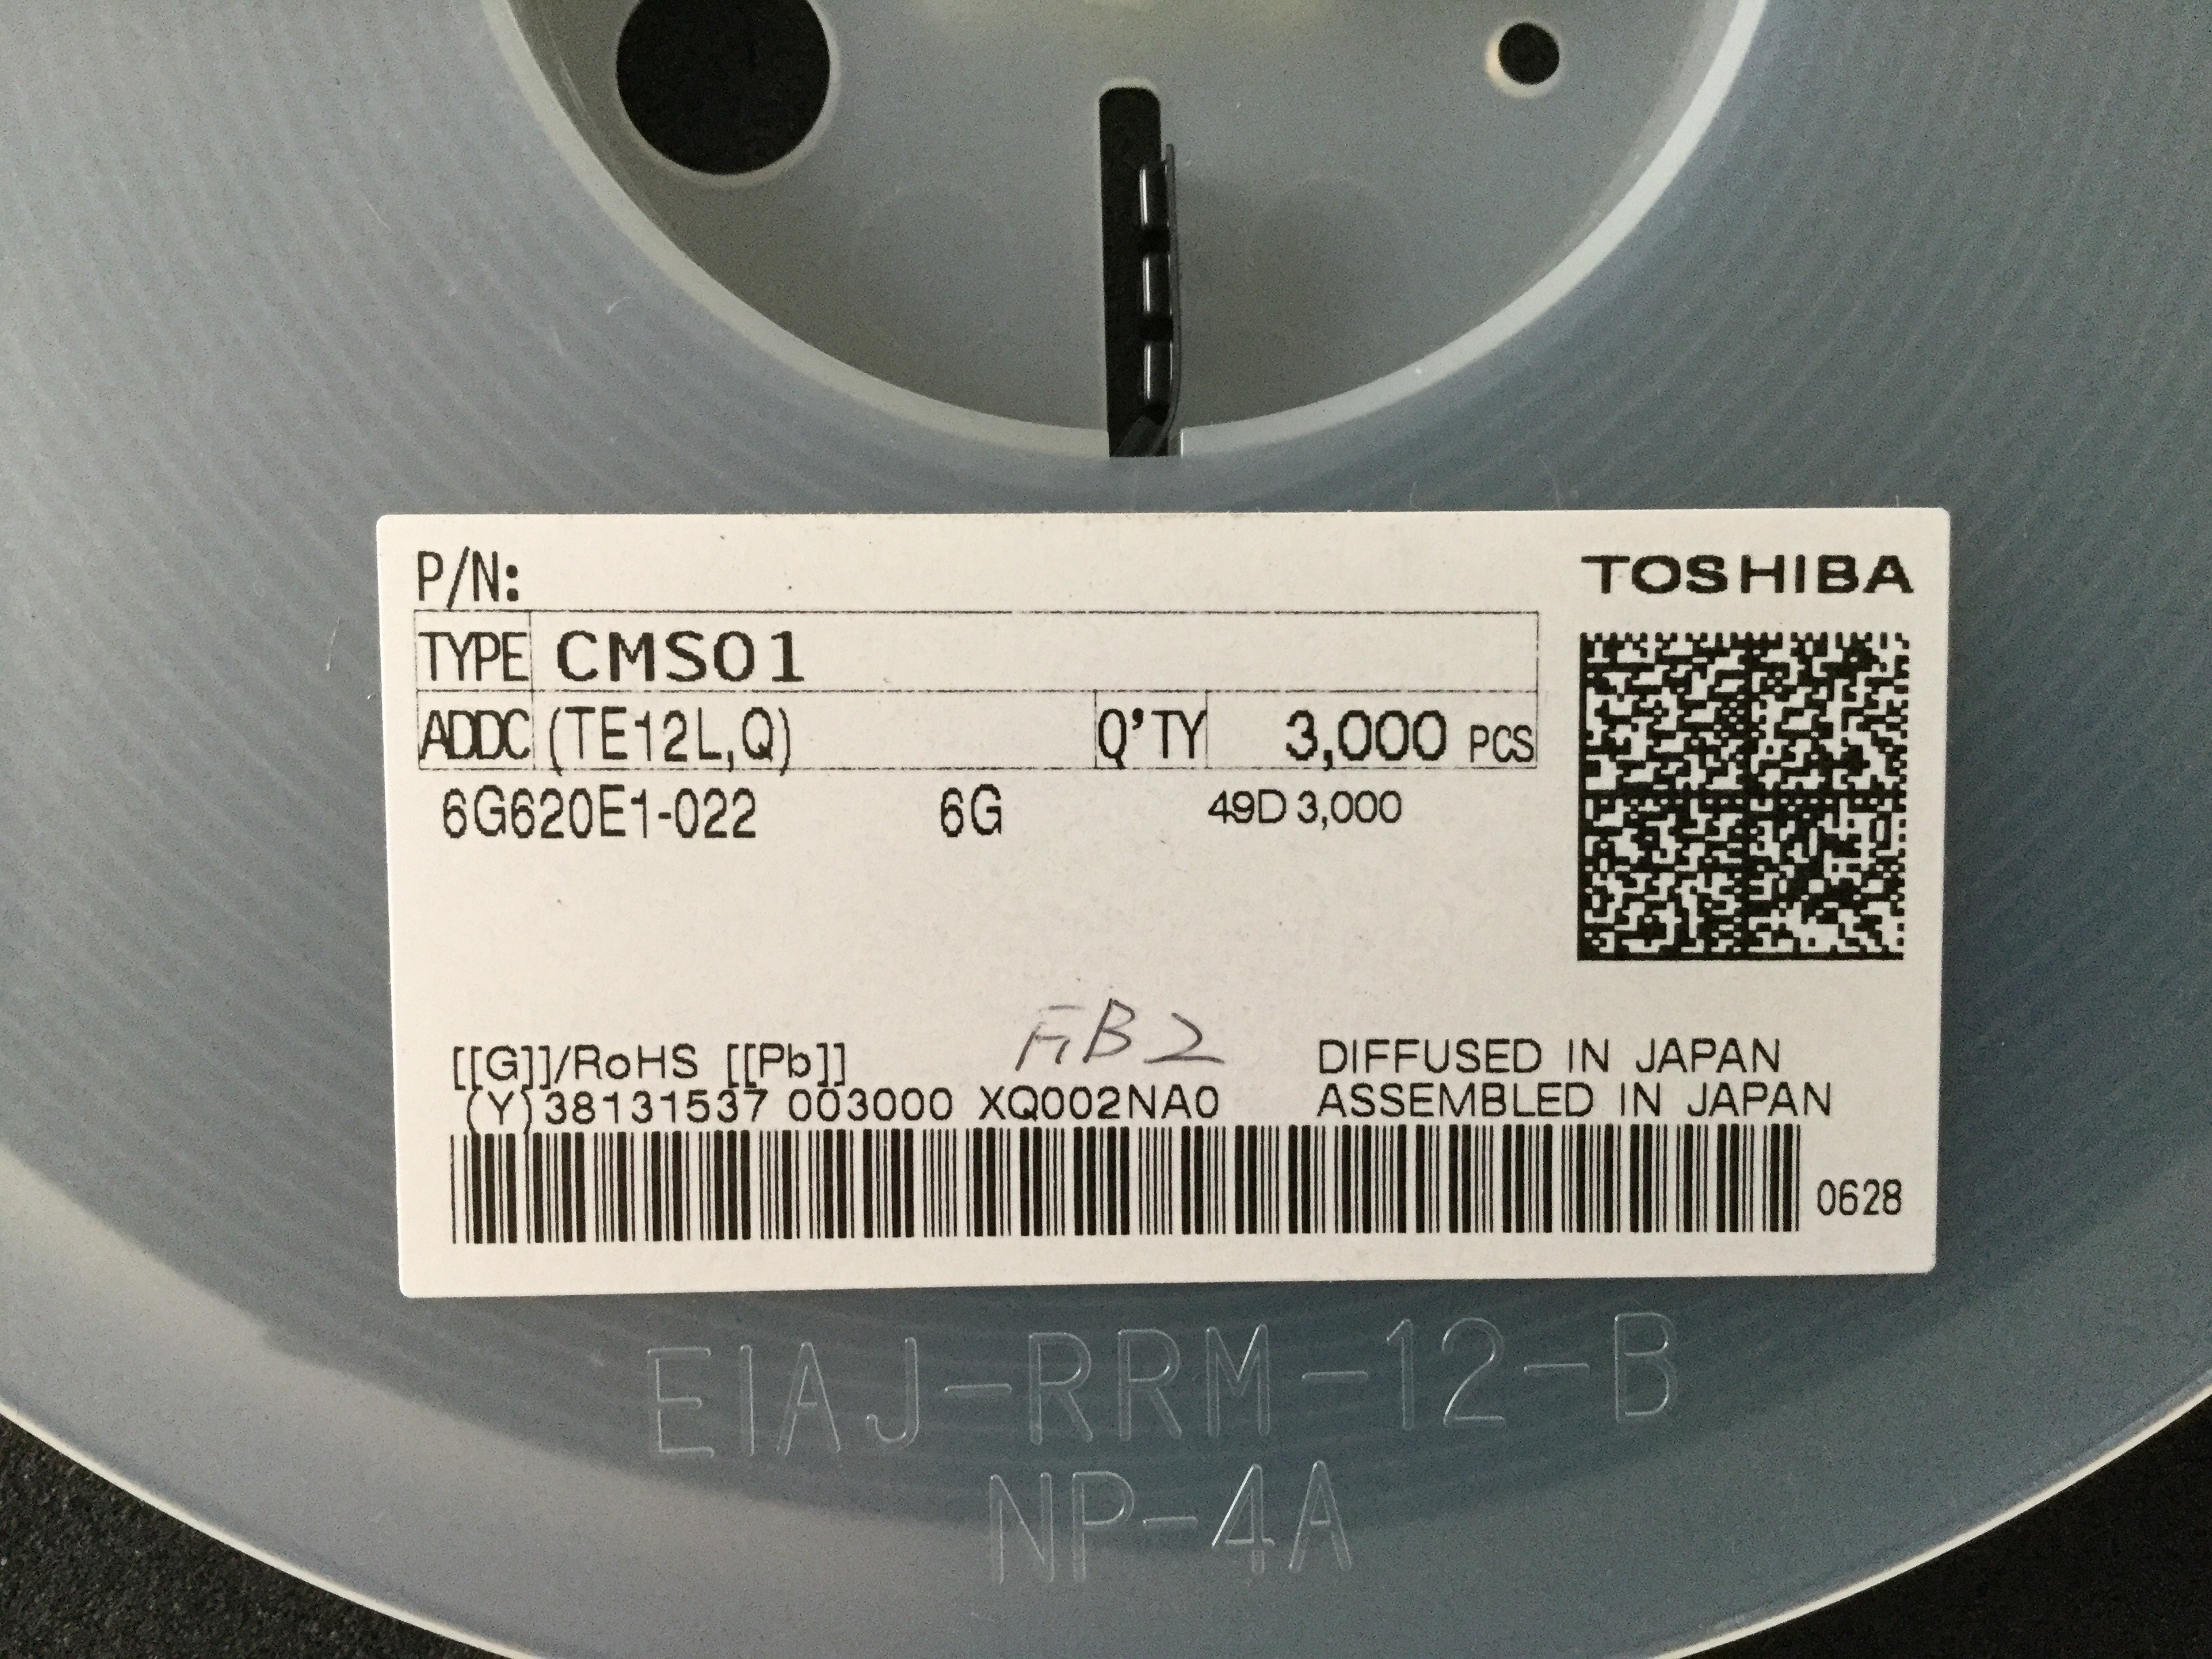 P/N:
TOSHIBA
TYPE CMS01
ADDC (TE12L,Q) Q'TY 3,000 PCS
6G620E1-022 6G 49D 3,000
[[G]]/RoHS [[Pb]]
DIFFUSED IN JAPAN
(Y)38131537 003000 XQ002NA0
ASSEMBLED IN JAPAN
0628
EIAJ-RRM-12-B
NP-4A